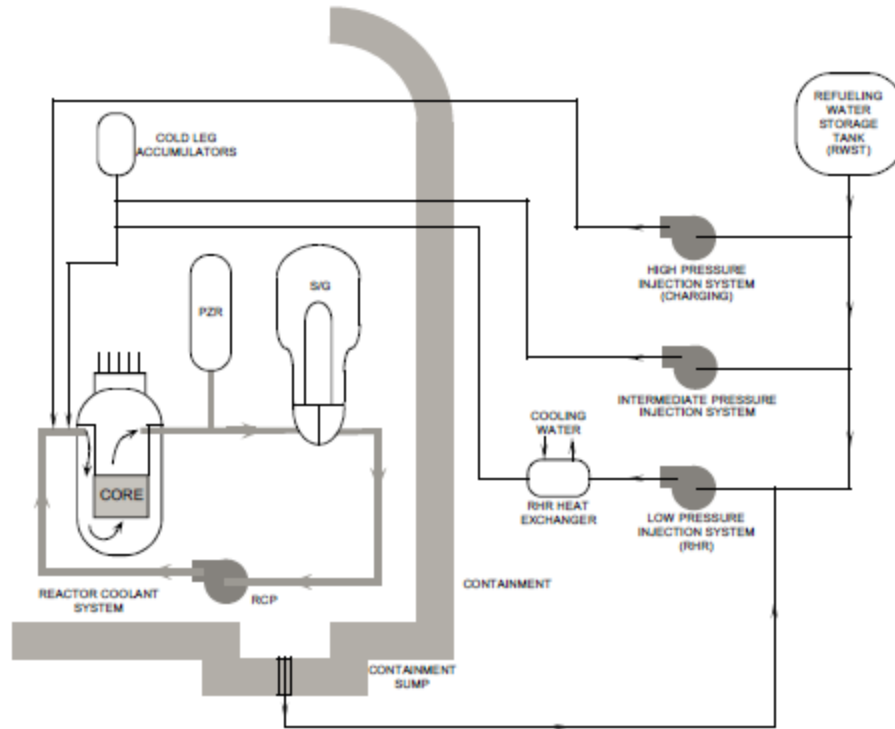 REFUELING
WATER
STORAGE
TANK
(RWST)
COLD LEG
ACCUMULATORS
HIGH PRESSURE
INJECTION SYSTEM
(CHARGING)
S/G
PZR
INTERMEDIATE PRESSURE
INJECTION SYSTEM
COOLING
WATER
CORE
RHR HEAT
EXCHANGER
LOW PRESSURE
INJECTION SYSTEM
(RHR)
CONTAINMENT
REACTOR COOLANT
SYSTEM
RCP
CONTAINMENT
SUMP